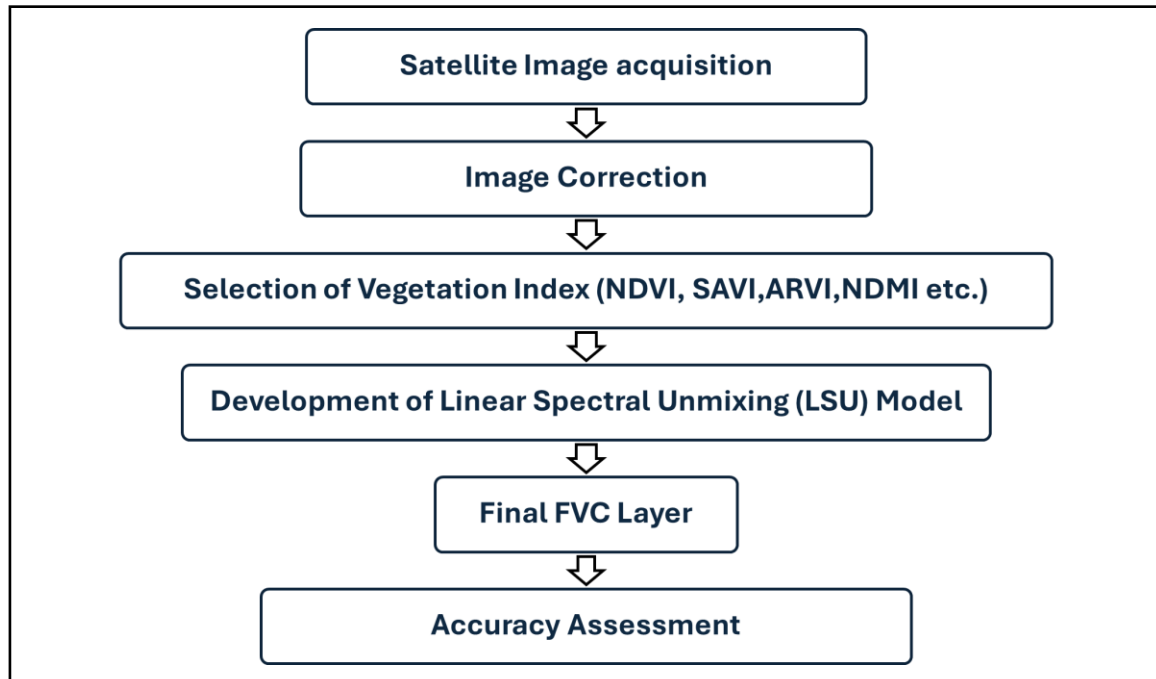 Satellite Image acquisition
Image Correction
Selection of Vegetation Index (NDVI, SAVI,ARVI,NDMI etc.)
Development of Linear Spectral Unmixing (LSU) Model
Final FVC Layer
Accuracy Assessment